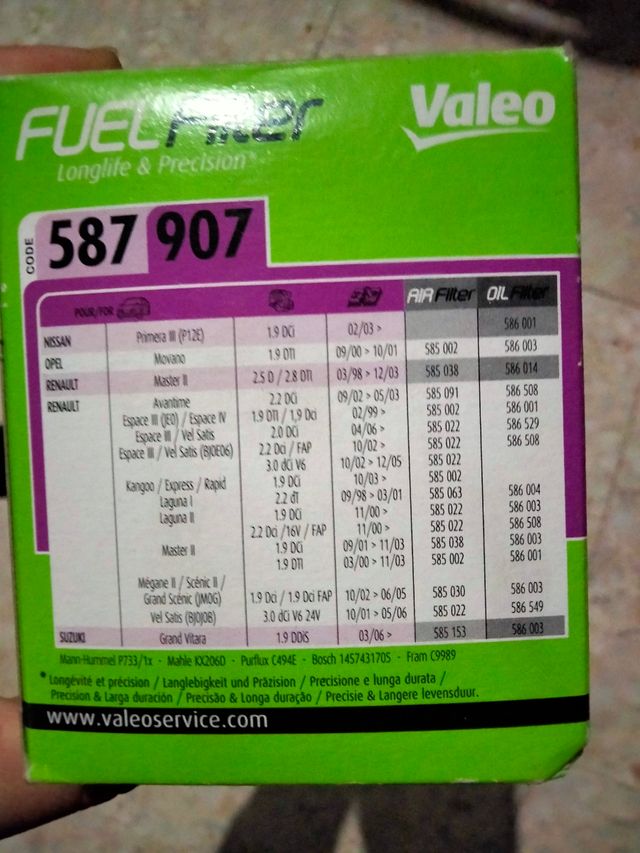 FUEL Filter
Longlife & Precision*
Valeo
CODE 587 907
POUR/FOR AIR Filter OIL Filter
NISSAN Primera III (P12E) 1.9 DCi 02/03 > 586 001
OPEL Movano 1.9 DTI 09/00 > 10/01 585 002 586 003
RENAULT Master II 2.5 D / 2.8 DTI 03/98 > 12/03 585 038 586 014
RENAULT Avantime 2.2 DCi 09/02 > 05/03 585 091 586 508
Espace III (JE0) / Espace IV 1.9 DTI / 1,9 Dci 02/99 > 585 002 586 001
Espace III / Vel Satis 2.0 DCi 04/06 > 585 022 586 529
Espace III / Vel Satis (BJ0E06) 2.2 Dci / FAP 10/02 > 585 022 586 508
3.0 dCi V6 10/02 > 12/05 585 022
Kangoo / Express / Rapid 1.9 DCi 10/03 > 585 002
Laguna I 2.2 dT 09/98 > 03/01 585 063 586 004
Laguna II 1.9 DCi 11/00 > 585 022 586 003
2.2 Dci /16V / FAP 11/00 > 585 022 586 508
Master II 1.9 DCi 09/01 > 11/03 585 038 586 003
1.9 DTI 03/00 > 11/03 585 002 586 001
Mégane II / Scénic II /
Grand Scénic (JM0G) 1.9 Dci / 1.9 Dci FAP 10/02 > 06/05 585 030 586 003
Vel Satis (BJ0J0B) 3.0 dCi V6 24V 10/01 > 05/06 585 022 586 549
SUZUKI Grand Vitara 1.9 DDiS 03/06 > 585 153 586 003
Mann-Hummel P733/1x - Mahle KX206D - Purflux C494E - Bosch 1457431705 - Fram C9989
* Longévité et précision / Langlebigkeit und Präzision / Precisione e lunga durata /
Precision & Larga duración / Precisão & Longa duração / Precisie & Langere levensduur.
www.valeoservice.com